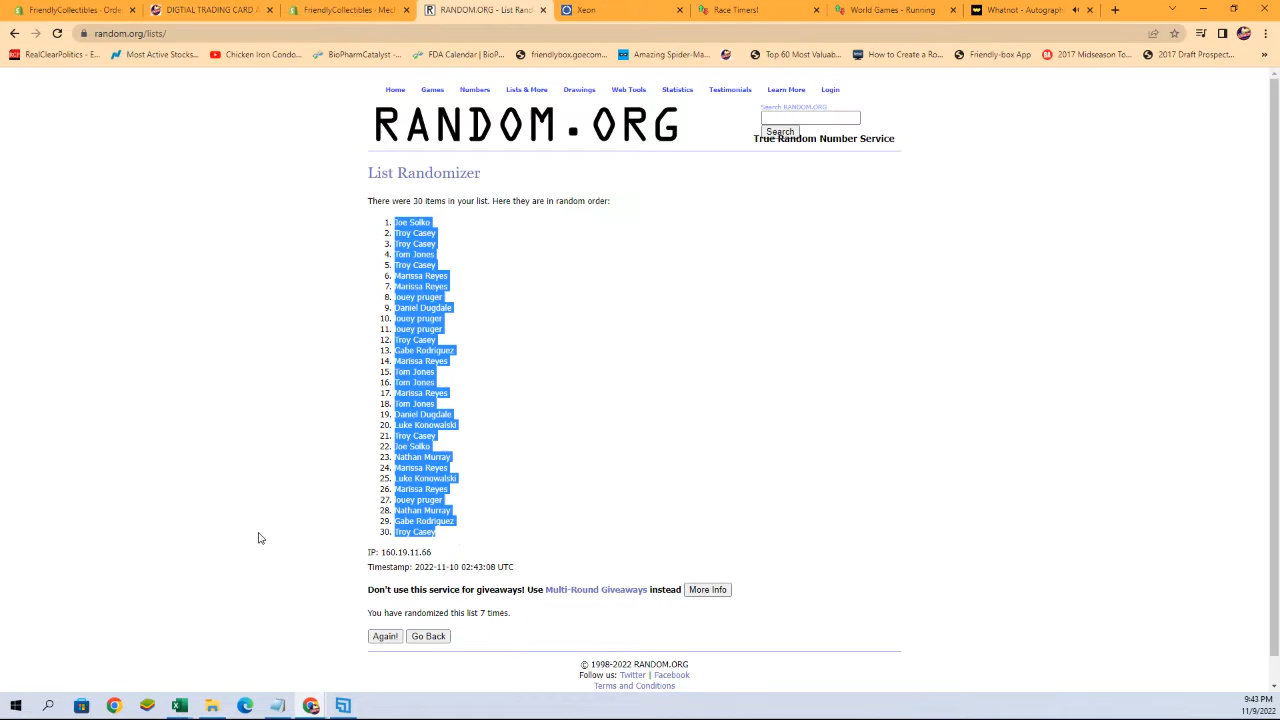 FriendlyCollectibles - Orders
DIGTIAL TRADING CARD A
FriendlyCollectibles
RANDOM.ORG - List Rand
Xeon
Race Timers!
World Games - Running
Whatnot - Autograph
random.org/lists/
RealClearPolitics - E...
Most Active Stocks...
Chicken Iron Condo...
BioPharmCatalyst -...
FDA Calendar | BioP...
friendlybox.goecom...
Amazing Spider-Ma...
Top 60 Most Valuab...
How to Create a Ro...
Friendly-box App
2017 Midseason To...
2017 Draft Prospect...
»
Home Games Numbers Lists & More Drawings Web Tools Statistics Testimonials Learn More Login
Search RANDOM.ORG
RANDOM.ORG
Search
True Random Number Service
List Randomizer
There were 30 items in your list. Here they are in random order:
1. Joe Solko
2. Troy Casey
3. Troy Casey
4. Tom Jones
5. Troy Casey
6. Marissa Reyes
7. Marissa Reyes
8. louey pruger
9. Daniel Dugdale
10. louey pruger
11. louey pruger
12. Troy Casey
13. Gabe Rodriguez
14. Marissa Reyes
15. Tom Jones
16. Tom Jones
17. Marissa Reyes
18. Tom Jones
19. Daniel Dugdale
20. Luke Konowalski
21. Troy Casey
22. Joe Solko
23. Nathan Murray
24. Marissa Reyes
25. Luke Konowalski
26. Marissa Reyes
27. louey pruger
28. Nathan Murray
29. Gabe Rodriguez
30. Troy Casey
IP: 160.19.11.66
Timestamp: 2022-11-10 02:43:08 UTC
Don't use this service for giveaways! Use Multi-Round Giveaways instead More Info
You have randomized this list 7 times.
Again! Go Back
© 1998-2022 RANDOM.ORG
Follow us: Twitter | Facebook
Terms and Conditions
9:43 PM
11/9/2022